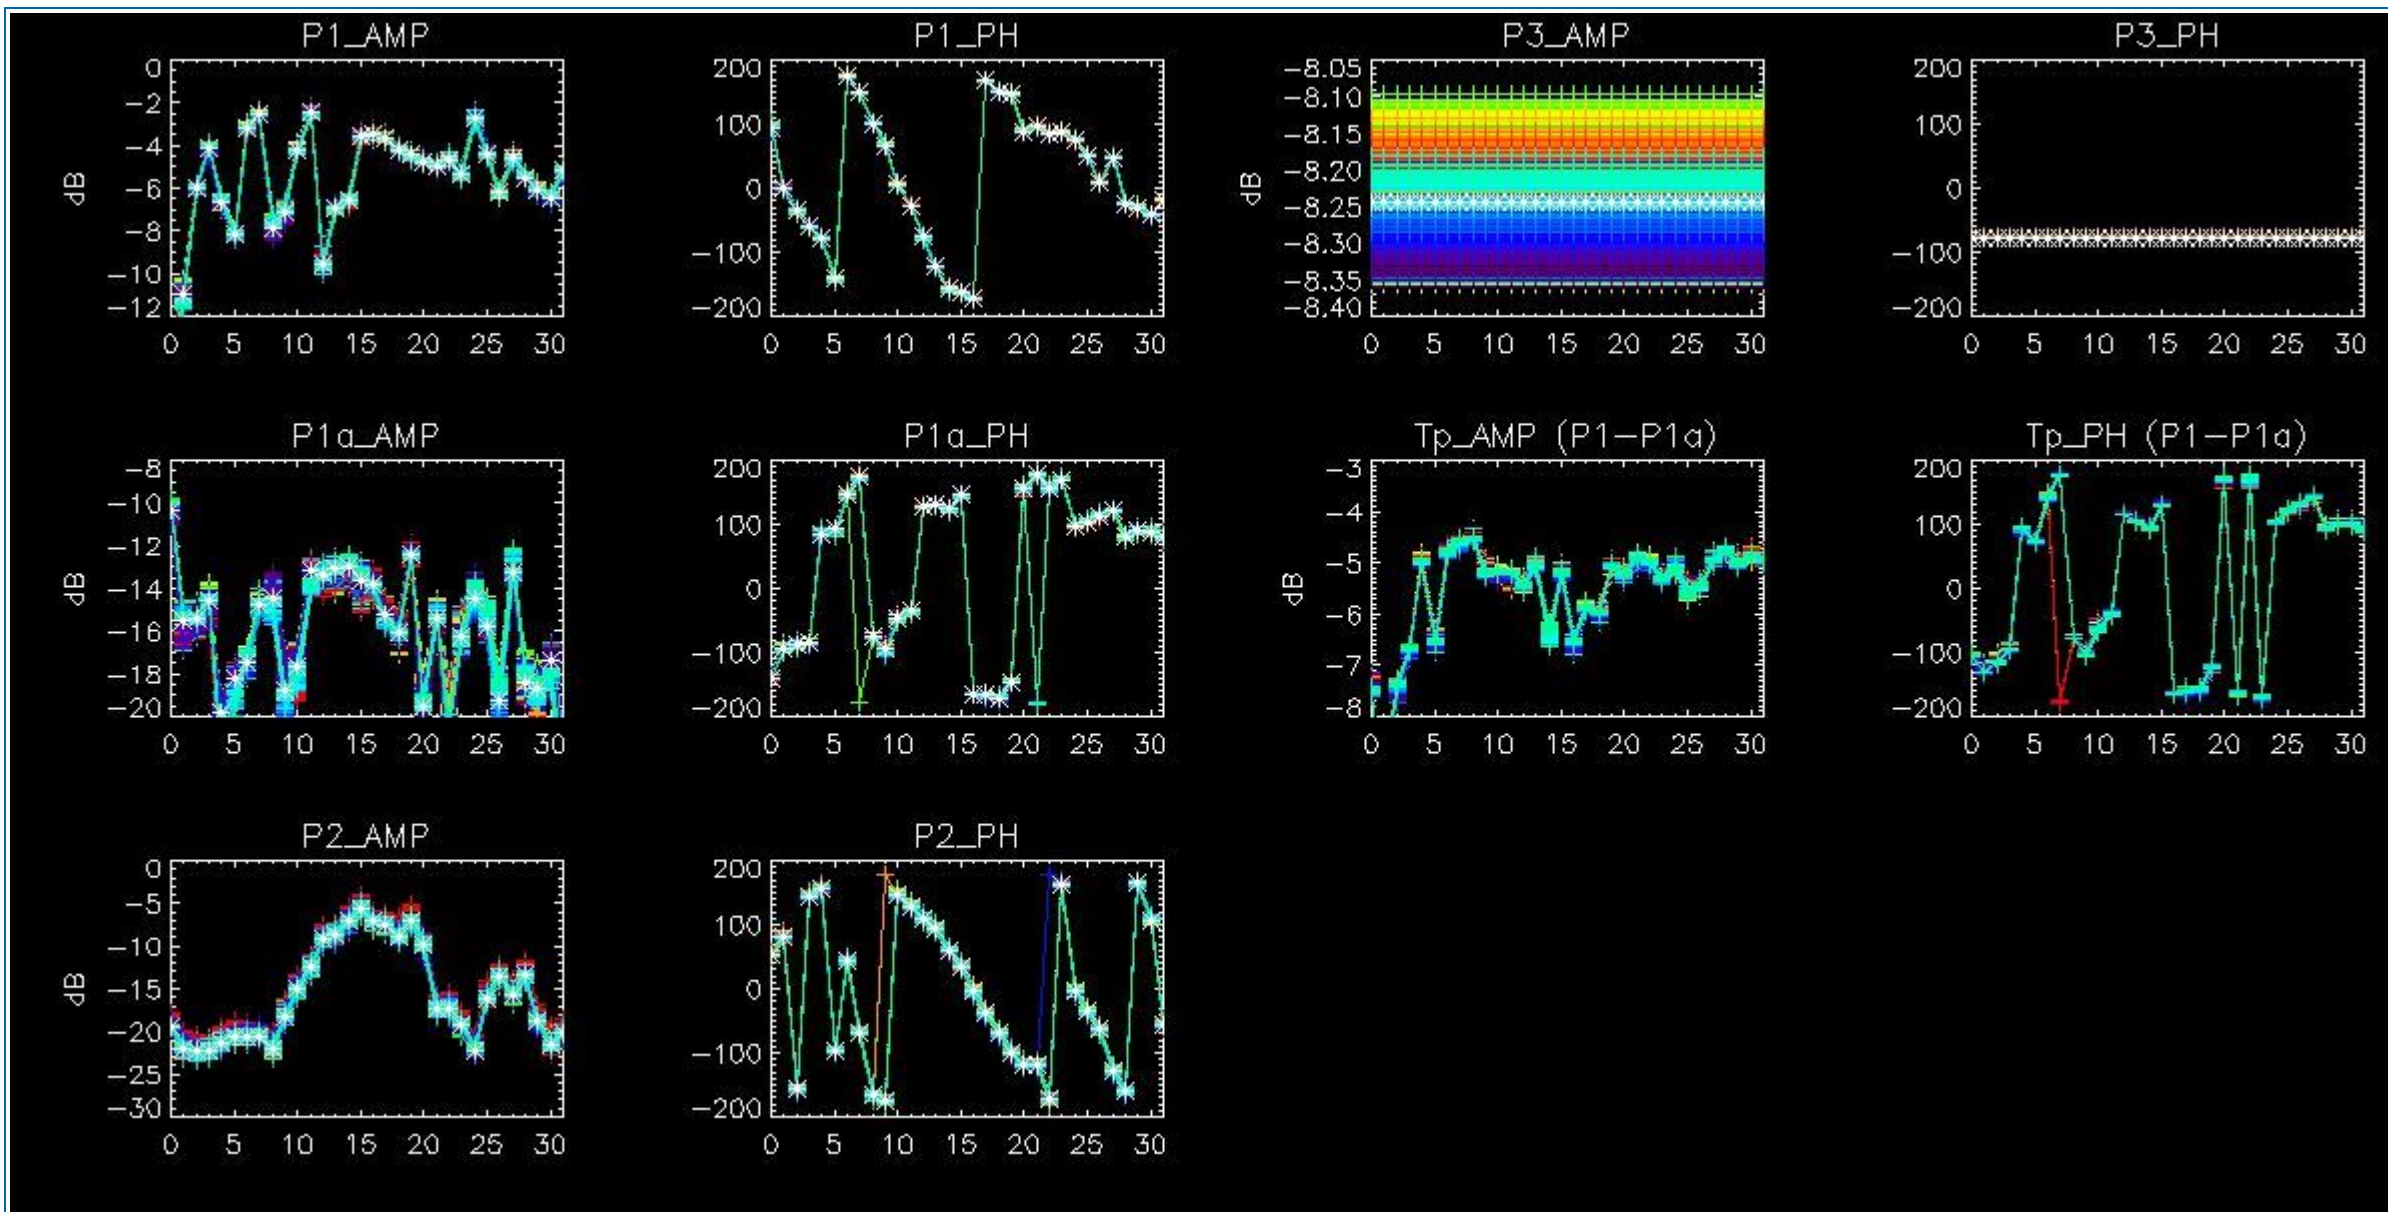 P1_AMP
0
−2
−4
−6
−8
−10
−12
dB
0 5 10 15 20 25 30
P1_PH
200
100
0
−100
−200
0 5 10 15 20 25 30
P3_AMP
−8.05
−8.10
−8.15
−8.20
−8.25
−8.30
−8.35
−8.40
dB
0 5 10 15 20 25 30
P3_PH
200
100
0
−100
−200
0 5 10 15 20 25 30
P1a_AMP
−8
−10
−12
−14
−16
−18
−20
dB
0 5 10 15 20 25 30
P1a_PH
200
100
0
−100
−200
0 5 10 15 20 25 30
Tp_AMP (P1−P1a)
−3
−4
−5
−6
−7
−8
dB
0 5 10 15 20 25 30
Tp_PH (P1−P1a)
200
100
0
−100
−200
0 5 10 15 20 25 30
P2_AMP
0
−5
−10
−15
−20
−25
−30
dB
0 5 10 15 20 25 30
P2_PH
200
100
0
−100
−200
0 5 10 15 20 25 30